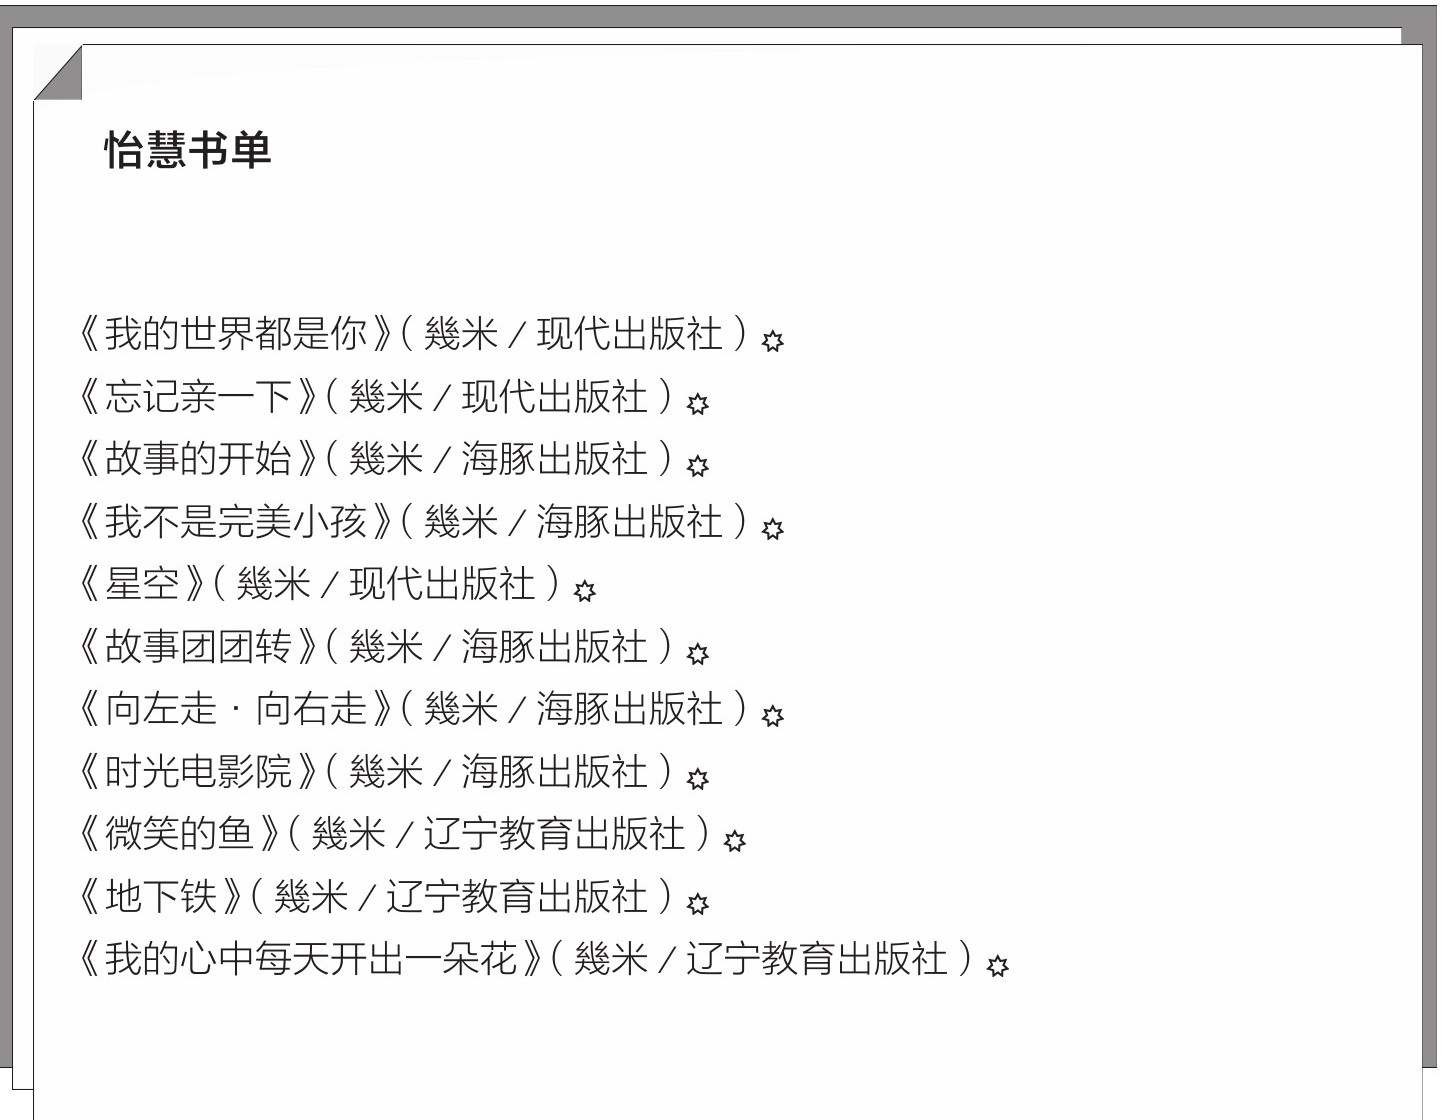 怡慧书单
《我的世界都是你》（幾米／现代出版社）✡
《忘记亲一下》（幾米／现代出版社）✡
《故事的开始》（幾米／海豚出版社）✡
《我不是完美小孩》（幾米／海豚出版社）✡
《星空》（幾米／现代出版社）✡
《故事团团转》（幾米／海豚出版社）✡
《向左走·向右走》（幾米／海豚出版社）✡
《时光电影院》（幾米／海豚出版社）✡
《微笑的鱼》（幾米／辽宁教育出版社）✡
《地下铁》（幾米／辽宁教育出版社）✡
《我的心中每天开出一朵花》（幾米／辽宁教育出版社）✡